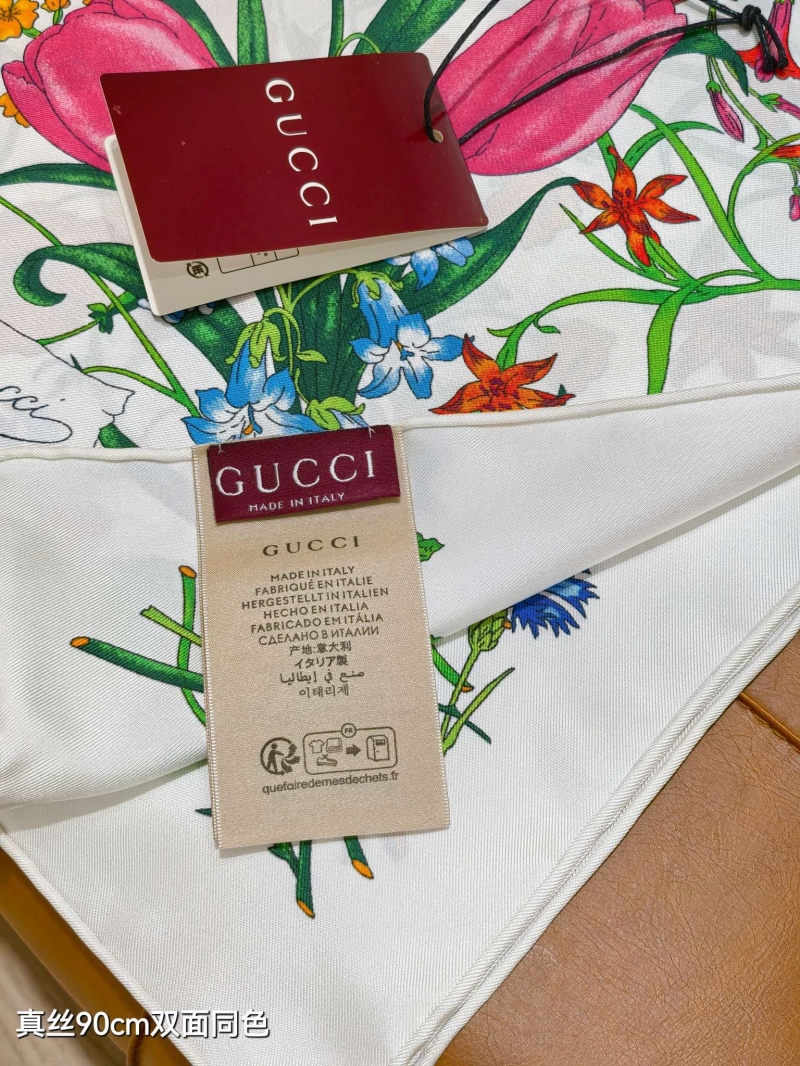 GUCCI
cci
GUCCI
MADE IN ITALY
GUCCI
MADE IN ITALY
FABRIQUÉ EN ITALIE
HERGESTELLT IN ITALIEN
HECHO EN ITALIA
FABRICADO EM ITÁLIA
СДЕЛАНО В ИТАЛИИ
产地:意大利
イタリア製
صنع في إيطاليا
이태리제
FR
quefairedemesdechets.fr
真丝90cm双面同色